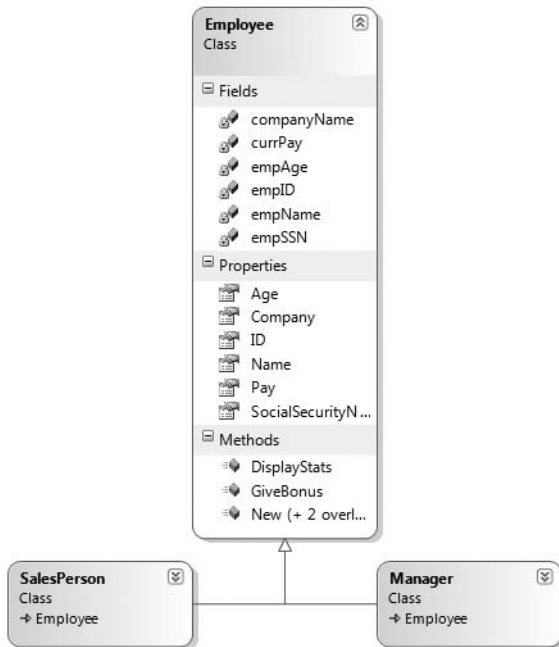 Employee
Class
Fields
companyName
currPay
empAge
empID
empName
empSSN
Properties
Age
Company
ID
Name
Pay
SocialSecurityN...
Methods
DisplayStats
GiveBonus
New (+ 2 overl...
SalesPerson
Class
Employee
Manager
Class
Employee